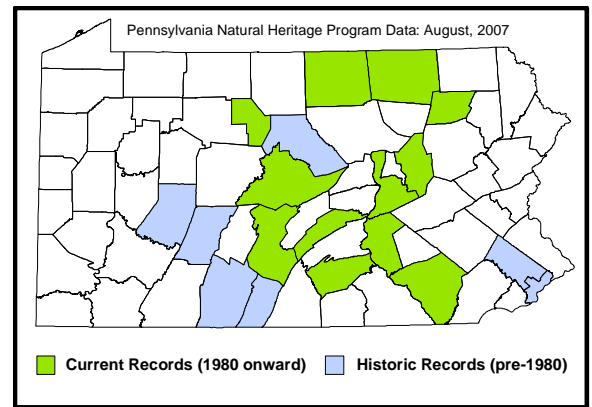 Pennsylvania Natural Heritage Program Data: August, 2007
Current Records (1980 onward) Historic Records (pre-1980)